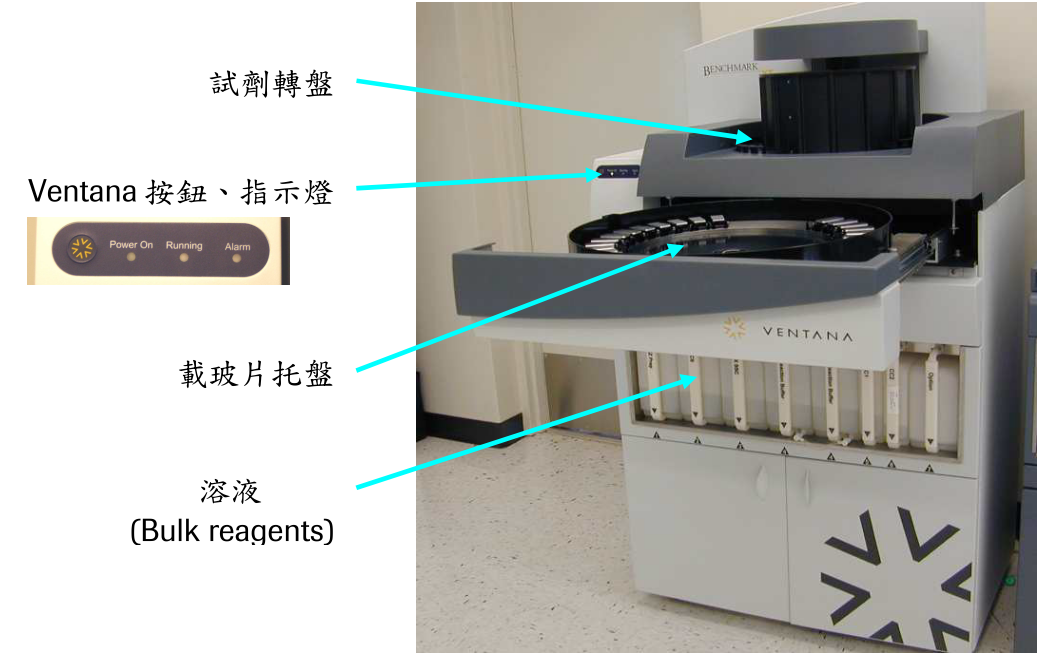 試劑轉盤
BENCHMARK
Ventana 按鈕、指示燈
Power On Running Alarm
載玻片托盤
VENTANA
溶液
(Bulk reagents)
Option